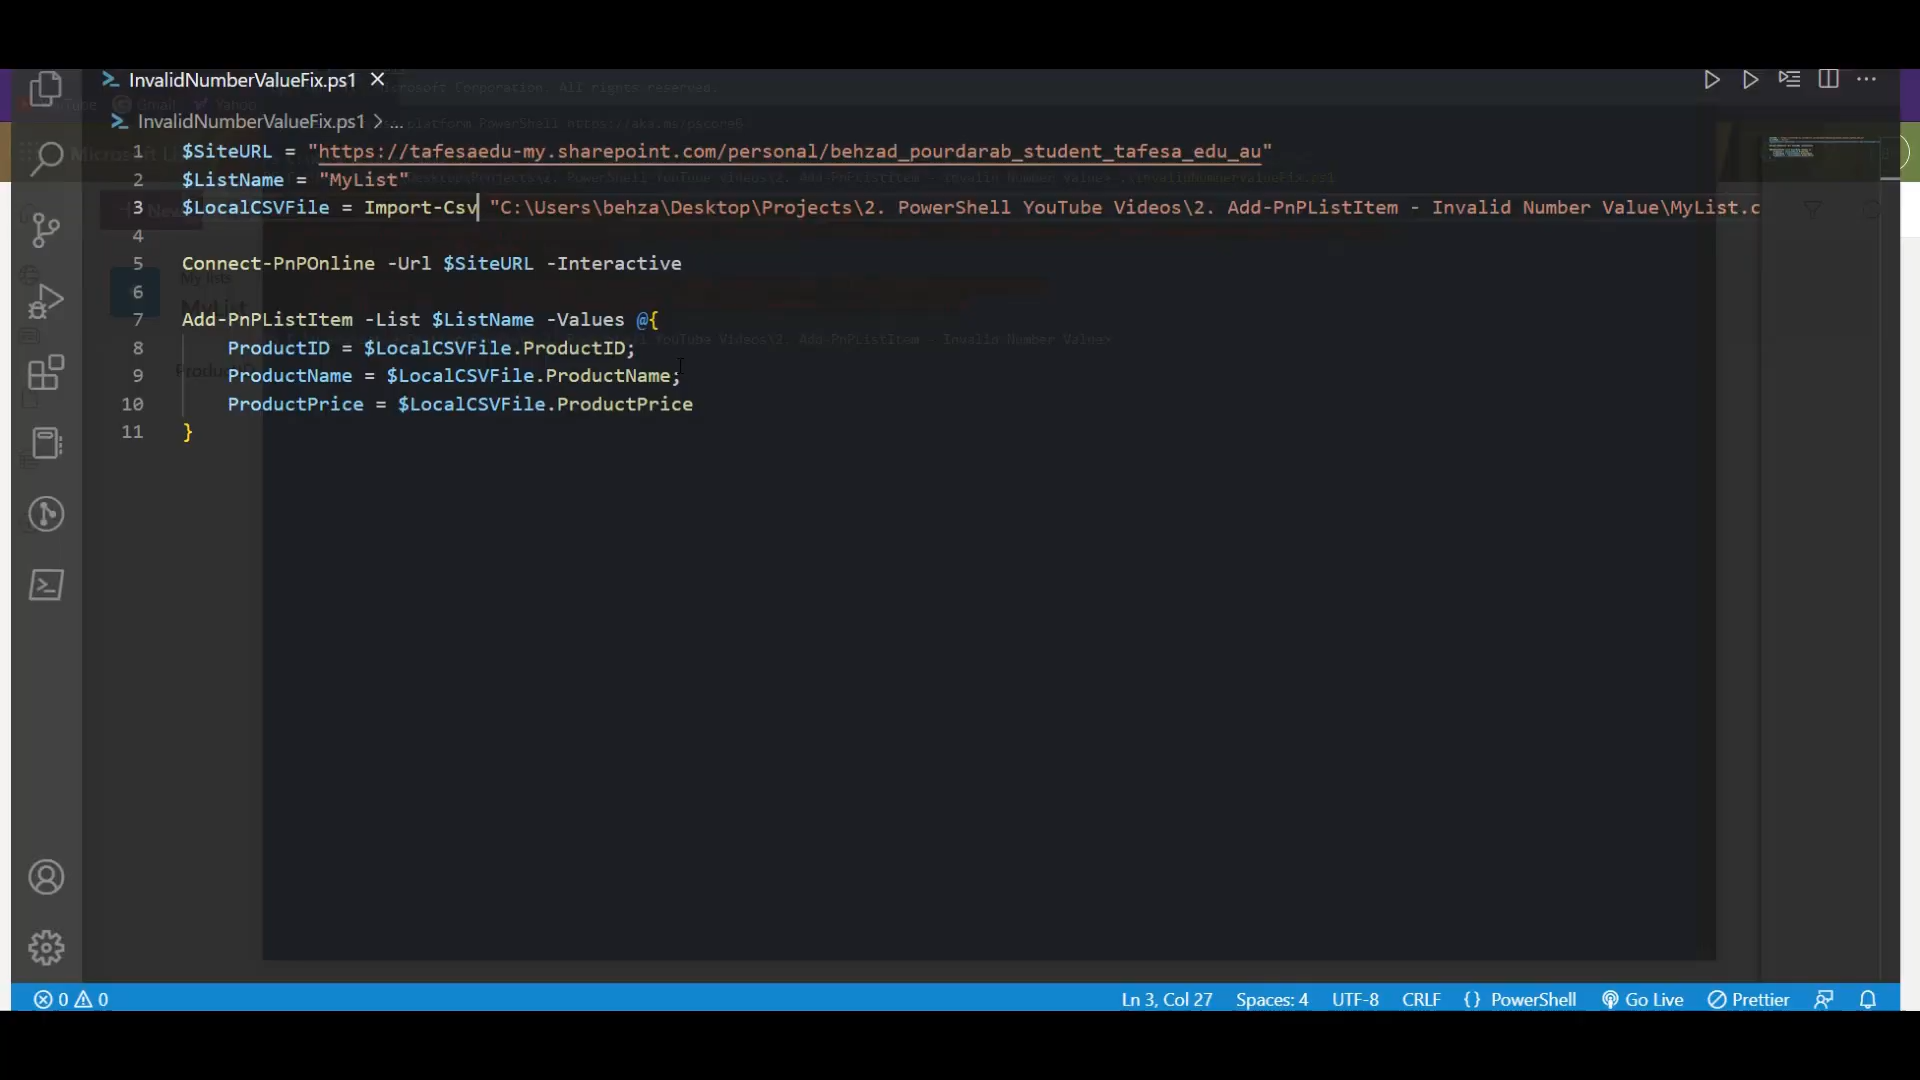 InvalidNumberValueFix.ps1
InvalidNumberValueFix.ps1 > ...
1 $SiteURL = "https://tafesaedu-my.sharepoint.com/personal/behzad_pourdarab_student_tafesa_edu_au"
2 $ListName = "MyList"
3 $LocalCSVFile = Import-Csv "C:\Users\behza\Desktop\Projects\2. PowerShell YouTube Videos\2. Add-PnPListItem - Invalid Number Value\MyList.c
4
5 Connect-PnPOnline -Url $SiteURL -Interactive
6
7 Add-PnPListItem -List $ListName -Values @{
8 ProductID = $LocalCSVFile.ProductID;
9 ProductName = $LocalCSVFile.ProductName;
10 ProductPrice = $LocalCSVFile.ProductPrice
11 }
0 0 Ln 3, Col 27 Spaces: 4 UTF-8 CRLF {} PowerShell Go Live Prettier